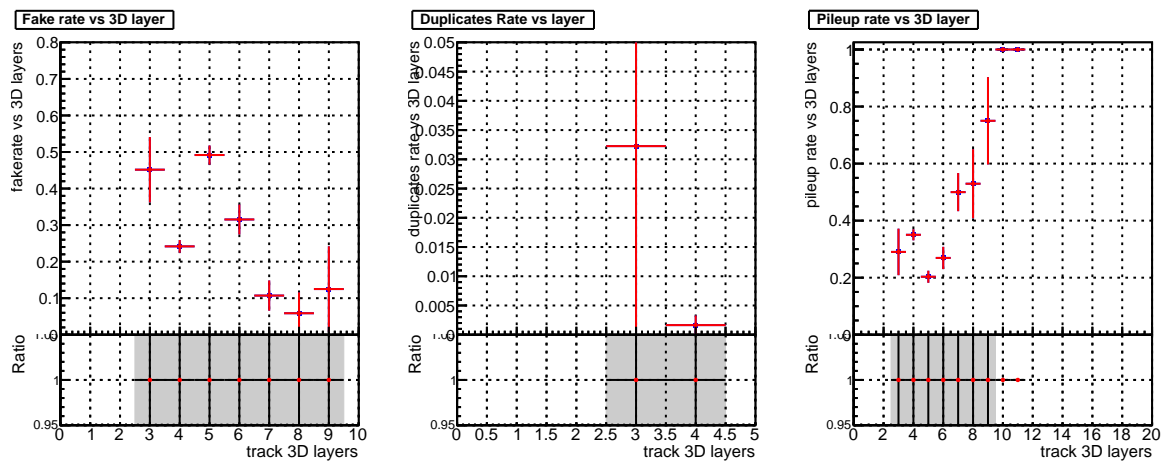 Fake rate vs 3D layer
fakerate vs 3D layers
0.8
0.7
0.6
0.5
0.4
0.3
0.2
0.1
0
Ratio
1
0.95
0 1 2 3 4 5 6 7 8 9 10
track 3D layers
Duplicates Rate vs layer
duplicates rate vs 3D layers
0.05
0.045
0.04
0.035
0.03
0.025
0.02
0.015
0.01
0.005
0
Ratio
1
0.95
0 0.5 1 1.5 2 2.5 3 3.5 4 4.5 5
track 3D layers
Pileup rate vs 3D layer
pileup rate vs 3D layers
1
0.8
0.6
0.4
0.2
0
Ratio
1
0.95
0 2 4 6 8 10 12 14 16 18 20
track 3D layers